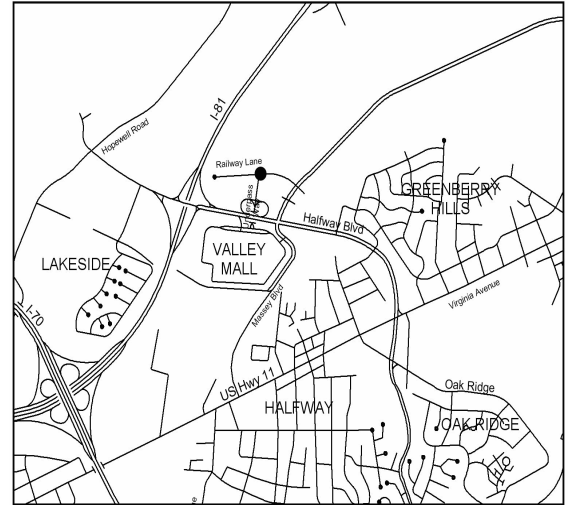 I-81
Hopewell Road
Railway Lane
GREENBERRY
HILLS
Halfway Blvd
VALLEY
MALL
LAKESIDE
Massey Blvd
Virginia Avenue
I-70
US Hwy 11
Oak Ridge
HALFWAY
OAK RIDGE